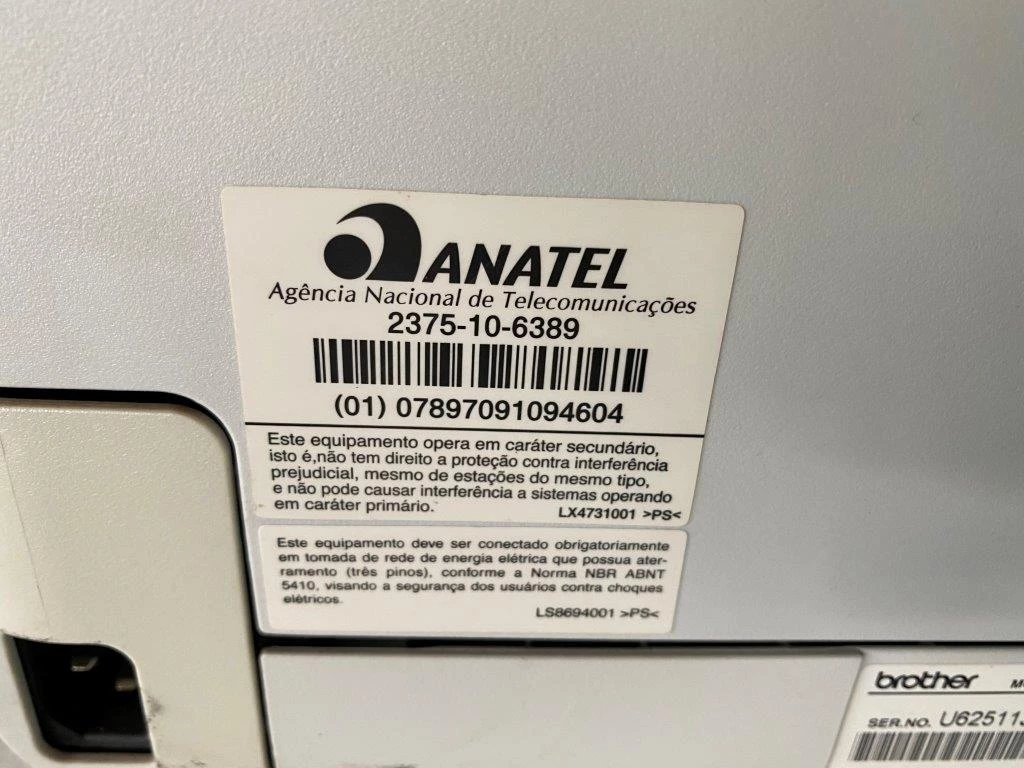 ANATEL
Agência Nacional de Telecomunicações
2375-10-6389
(01) 07897091094604
Este equipamento opera em caráter secundário,
isto é,não tem direito a proteção contra interferência
prejudicial, mesmo de estações do mesmo tipo,
e não pode causar interferência a sistemas operando
em caráter primário.
LX4731001 >PS<
Este equipamento deve ser conectado obrigatoriamente
em tomada de rede de energia elétrica que possua ater-
ramento (três pinos), conforme a Norma NBR ABNT
5410, visando a segurança dos usuários contra choques
elétricos.
LS8694001 >PS<
brother
SER.NO. U62511